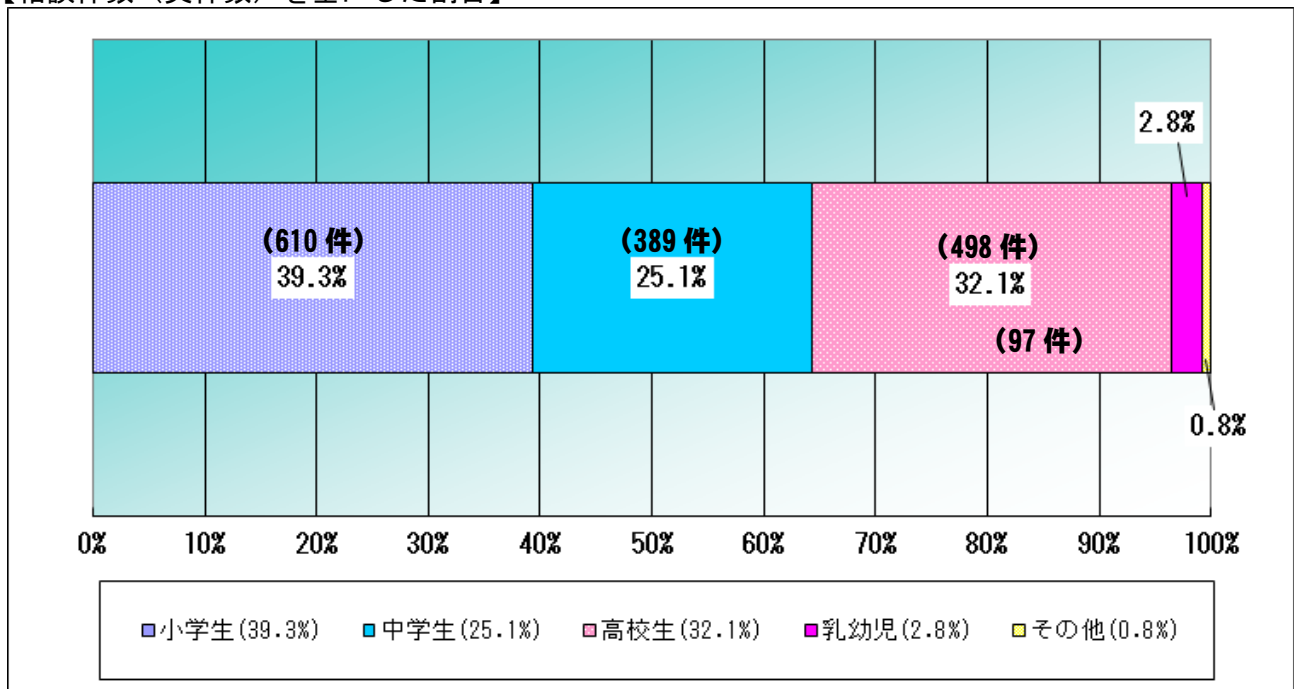 2.8%
(610 件)
(389 件)
(498 件)
39.3%
25.1%
32.1%
(97 件)
0.8%
0% 10% 20% 30% 40% 50% 60% 70% 80% 90% 100%
小学生(39.3%) 中学生(25.1%) 高校生(32.1%) 乳幼児(2.8%) その他(0.8%)